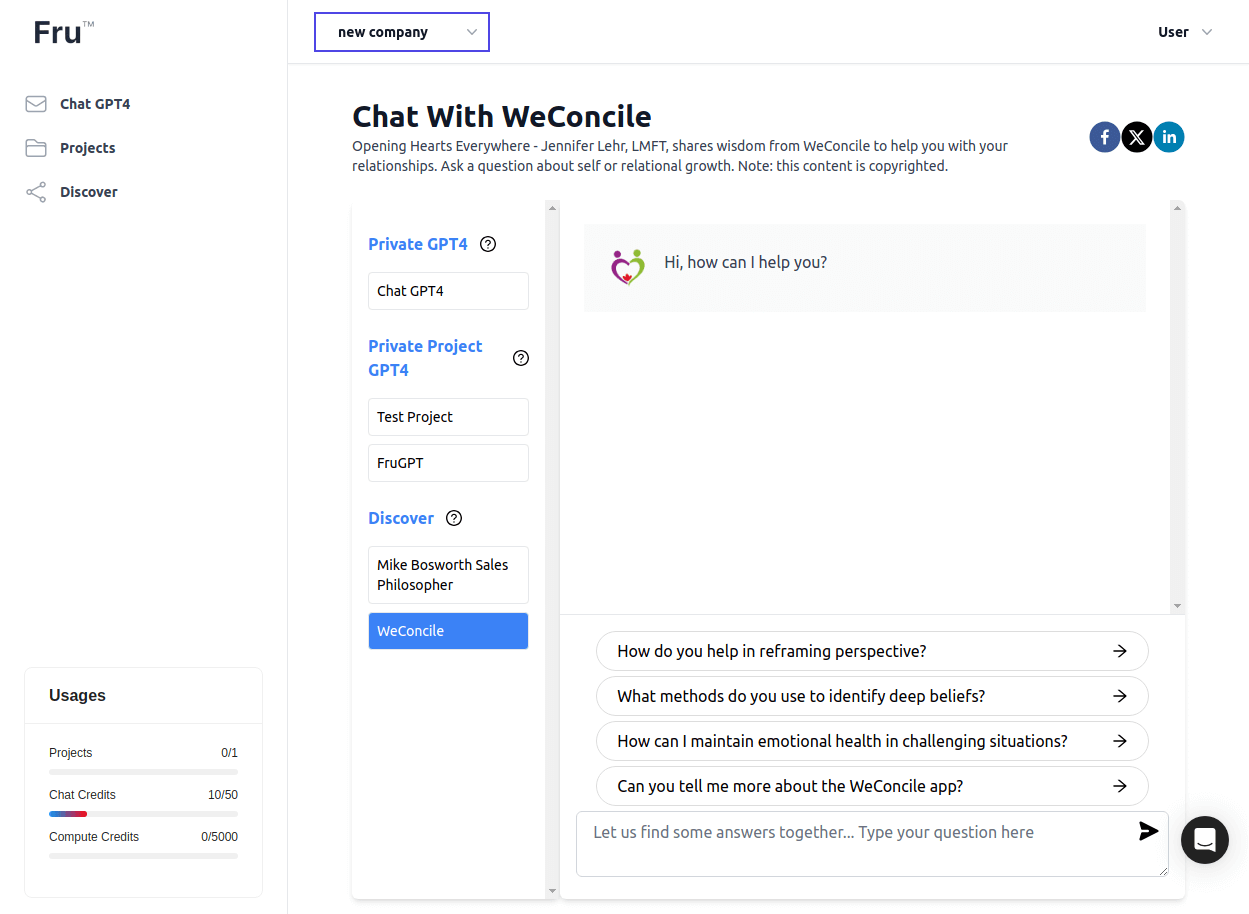 Fru™
new company
User
Chat GPT4
Projects
Discover
Usages
Projects 0/1
Chat Credits 10/50
Compute Credits 0/5000
Chat With WeConcile
Opening Hearts Everywhere - Jennifer Lehr, LMFT, shares wisdom from WeConcile to help you with your
relationships. Ask a question about self or relational growth. Note: this content is copyrighted.
f X in
Private GPT4 ?
Chat GPT4
Private Project
GPT4 ?
Test Project
FruGPT
Discover ?
Mike Bosworth Sales
Philosopher
WeConcile
Hi, how can I help you?
How do you help in reframing perspective?
What methods do you use to identify deep beliefs?
How can I maintain emotional health in challenging situations?
Can you tell me more about the WeConcile app?
Let us find some answers together... Type your question here